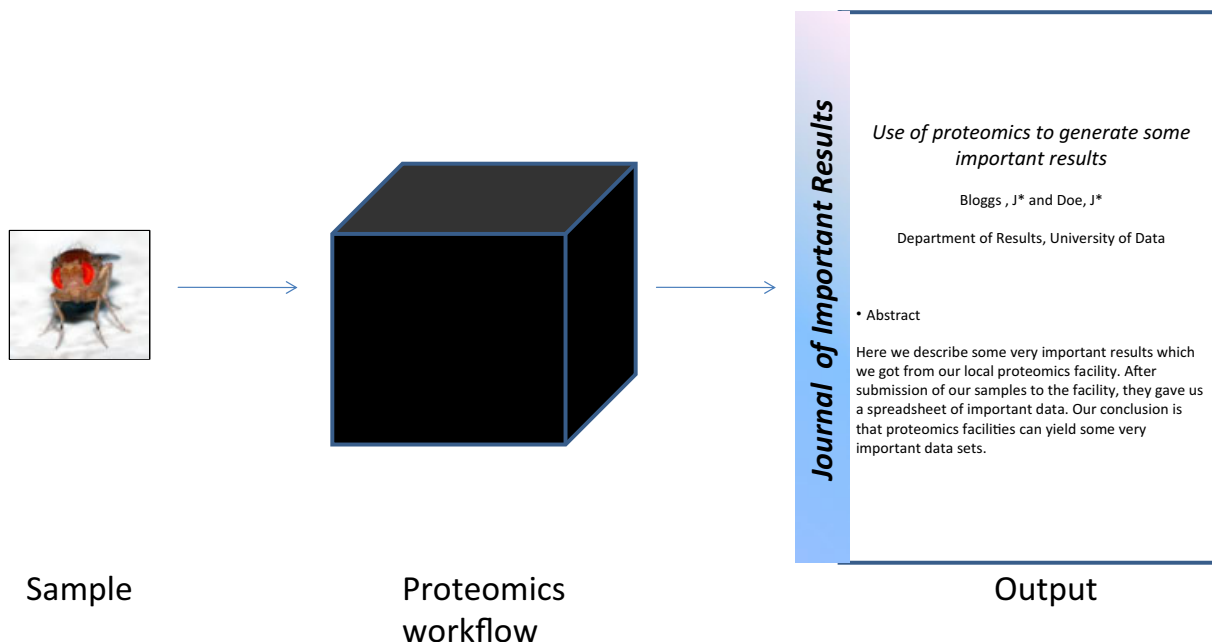 Journal of Important Results
Use of proteomics to generate some
important results
Bloggs , J* and Doe, J*
Department of Results, University of Data
• Abstract
Here we describe some very important results which
we got from our local proteomics facility. After
submission of our samples to the facility, they gave us
a spreadsheet of important data. Our conclusion is
that proteomics facilities can yield some very
important data sets.
Sample
Proteomics
workflow
Output